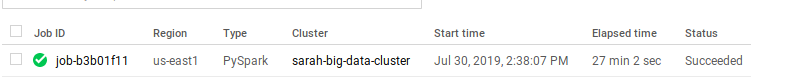 Job ID Region Type Cluster Start time Elapsed time Status
job-b3b01f11 us-east1 PySpark sarah-big-data-cluster Jul 30, 2019, 2:38:07 PM 27 min 2 sec Succeeded